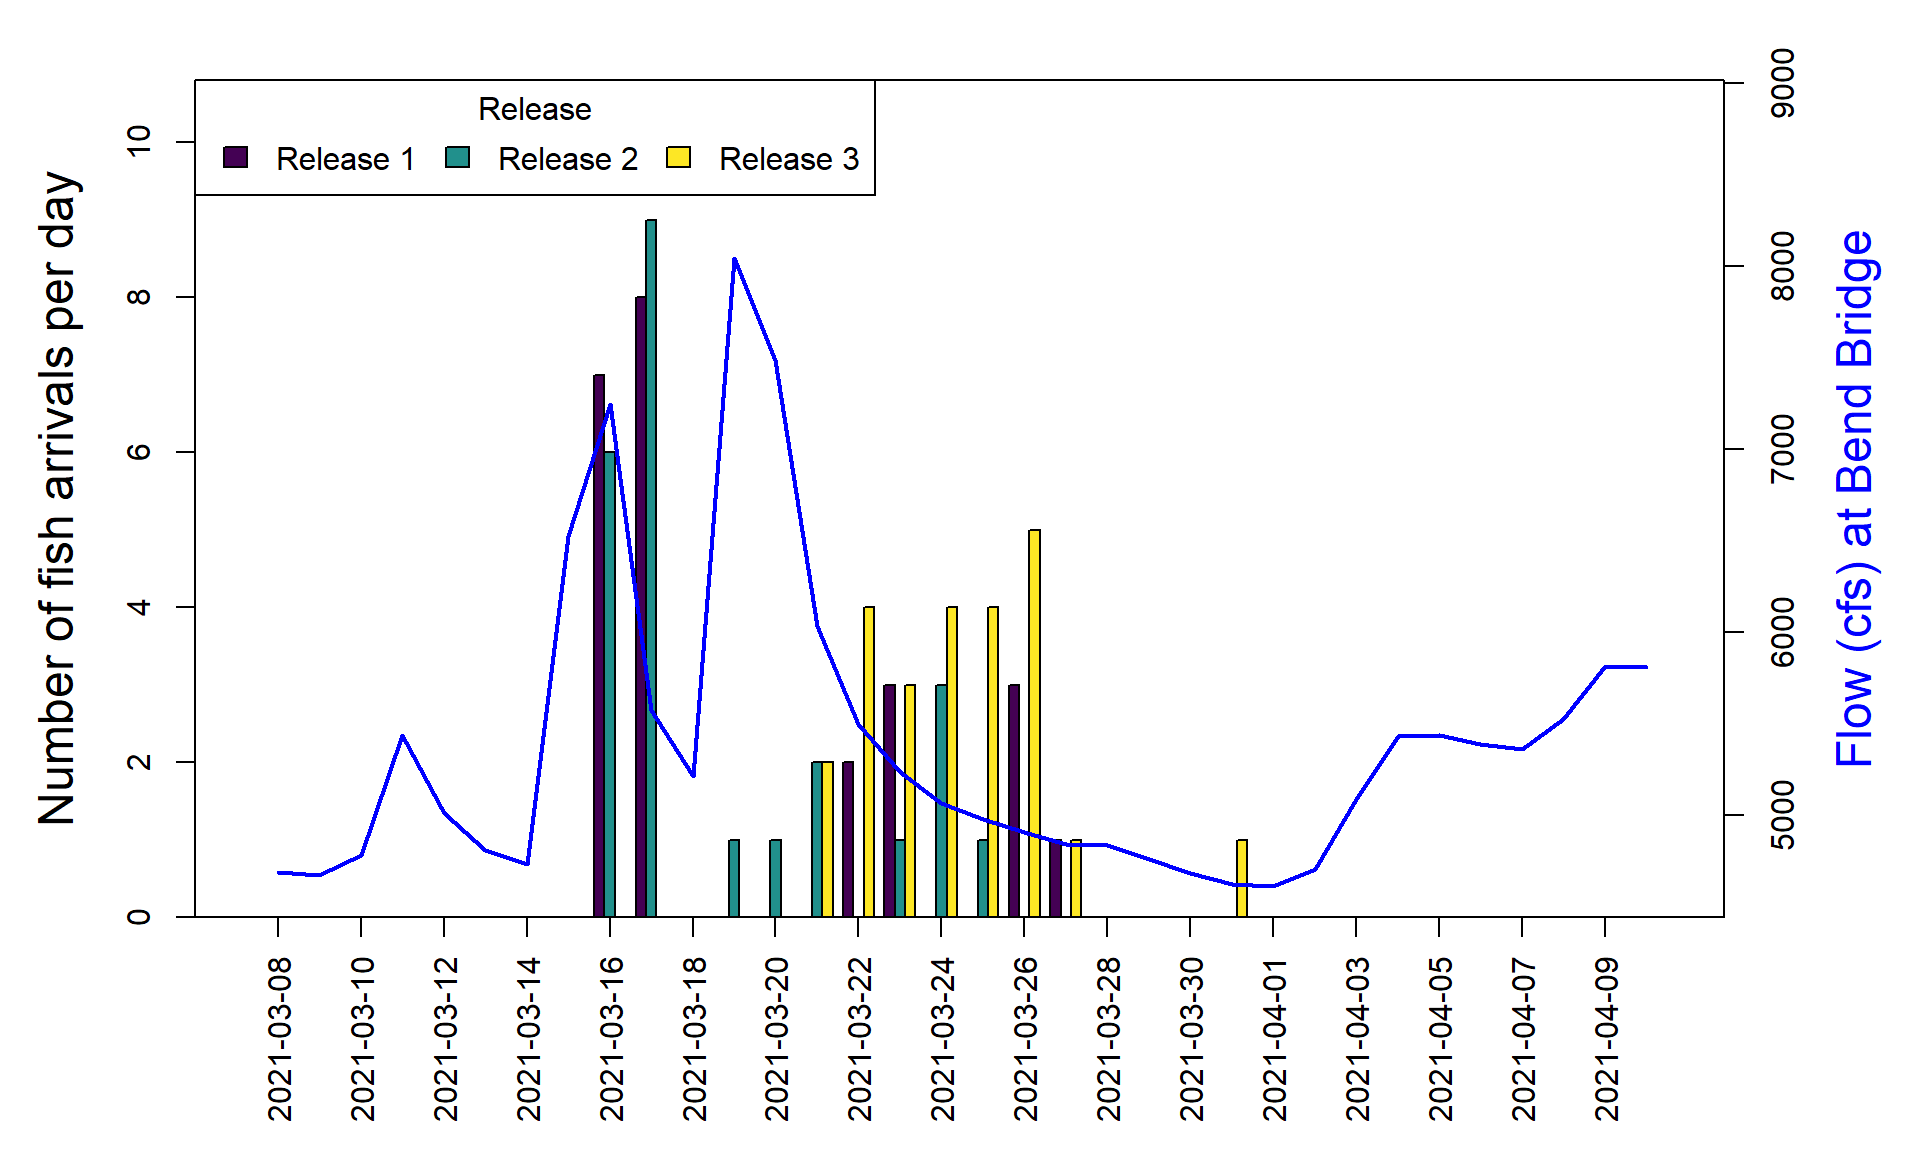 Release
Release 1 Release 2 Release 3
Number of fish arrivals per day
0 2 4 6 8 10
Flow (cfs) at Bend Bridge
5000 6000 7000 8000 9000
2021-03-08 2021-03-10 2021-03-12 2021-03-14 2021-03-16 2021-03-18 2021-03-20 2021-03-22 2021-03-24 2021-03-26 2021-03-28 2021-03-30 2021-04-01 2021-04-03 2021-04-05 2021-04-07 2021-04-09